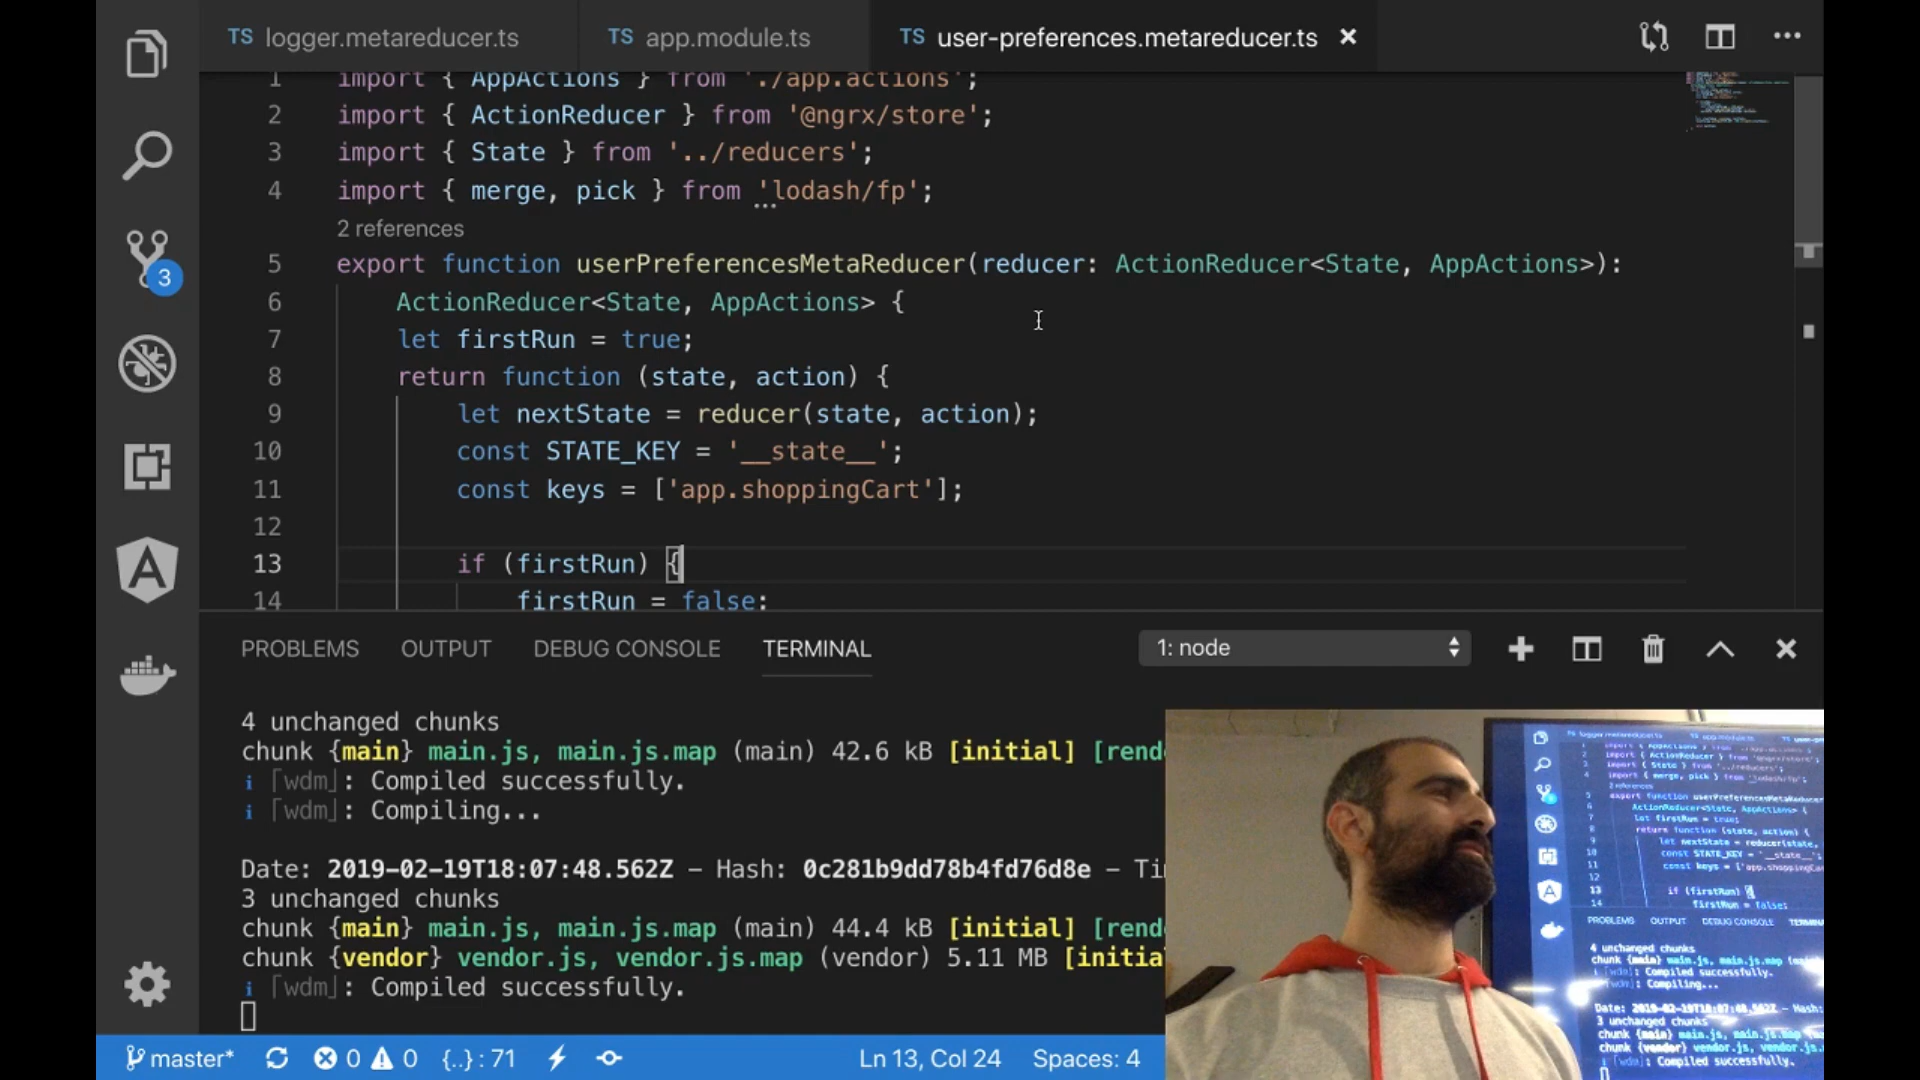 TS logger.metareducer.ts
TS app.module.ts
TS user-preferences.metareducer.ts
1 import { AppActions } from './app.actions';
2 import { ActionReducer } from '@ngrx/store';
3 import { State } from '../reducers';
4 import { merge, pick } from 'lodash/fp';
2 references
5 export function userPreferencesMetaReducer(reducer: ActionReducer<State, AppActions>):
6 ActionReducer<State, AppActions> {
7 let firstRun = true;
8 return function (state, action) {
9 let nextState = reducer(state, action);
10 const STATE_KEY = '__state__';
11 const keys = ['app.shoppingCart'];
12
13 if (firstRun) {
14 firstRun = false;
3
PROBLEMS OUTPUT DEBUG CONSOLE TERMINAL
1: node
4 unchanged chunks
chunk {main} main.js, main.js.map (main) 42.6 kB [initial] [rend
i ｢wdm｣: Compiled successfully.
i ｢wdm｣: Compiling...
Date: 2019-02-19T18:07:48.562Z – Hash: 0c281b9dd78b4fd76d8e – Ti
3 unchanged chunks
chunk {main} main.js, main.js.map (main) 44.4 kB [initial] [rend
chunk {vendor} vendor.js, vendor.js.map (vendor) 5.11 MB [initia
i ｢wdm｣: Compiled successfully.
master* 0 0 {..} : 71 Ln 13, Col 24 Spaces: 4